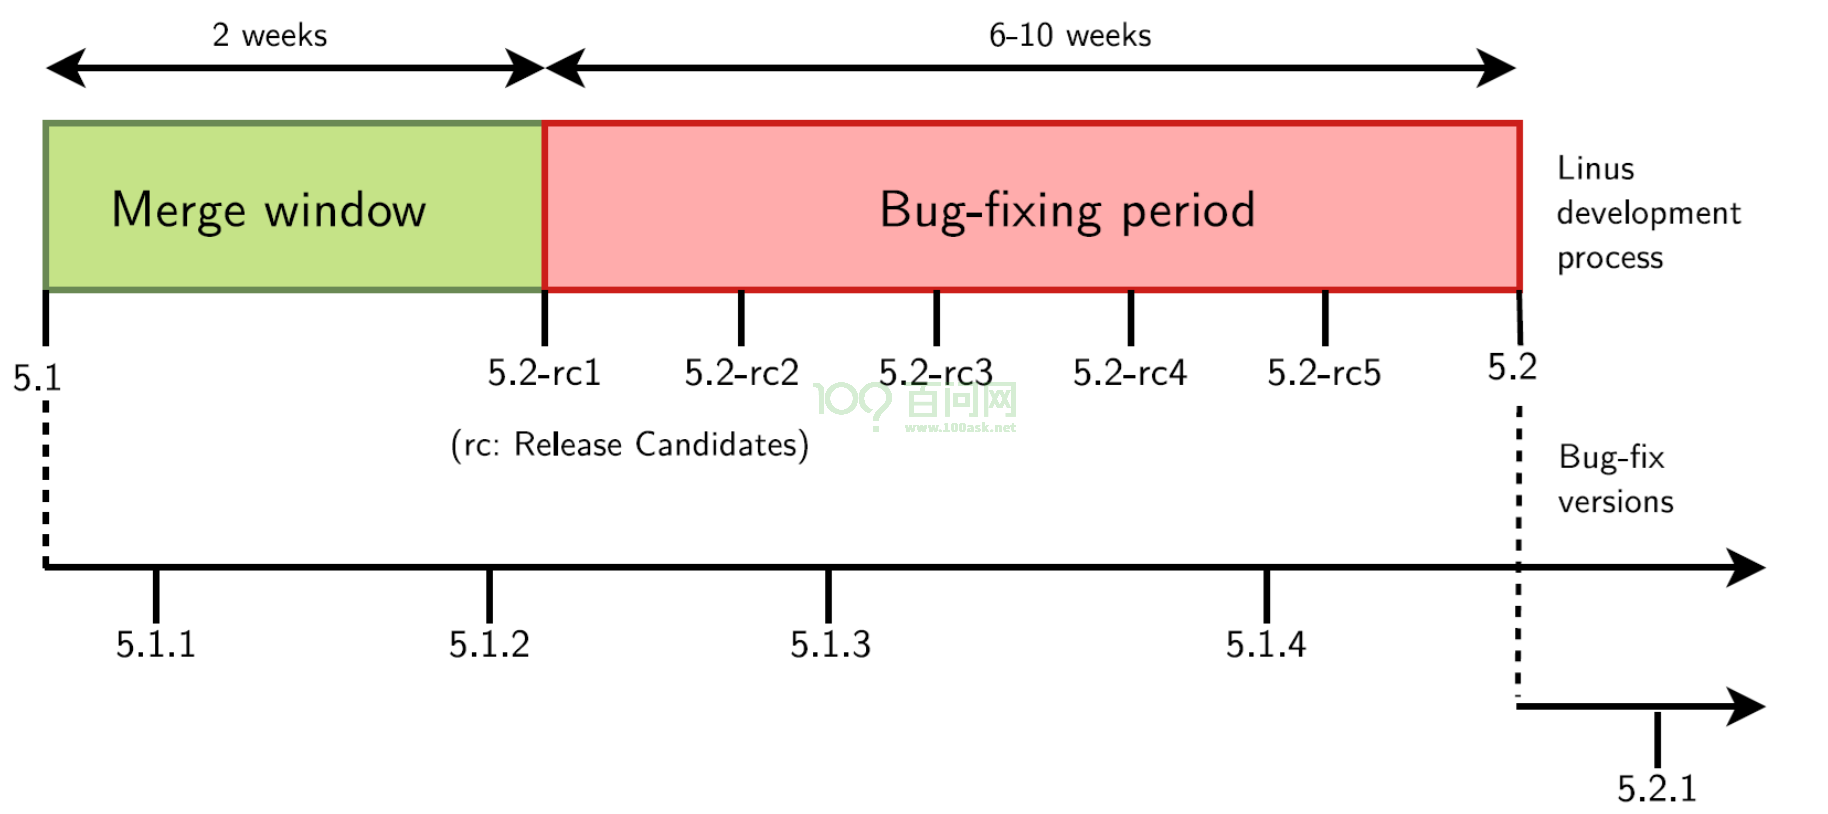 2 weeks
6-10 weeks
Merge window
Bug-fixing period
Linus
development
process
5.1
5.2-rc1
5.2-rc2
5.2-rc3
5.2-rc4
5.2-rc5
5.2
100?
百问网
www.100ask.net
(rc: Release Candidates)
Bug-fix
versions
5.1.1
5.1.2
5.1.3
5.1.4
5.2.1